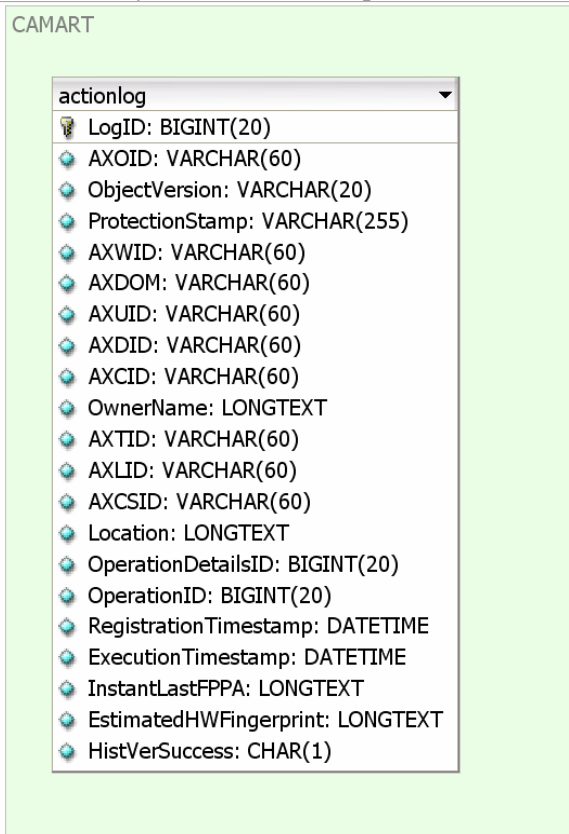 CAMART
actionlog
LogID: BIGINT(20)
AXOID: VARCHAR(60)
ObjectVersion: VARCHAR(20)
ProtectionStamp: VARCHAR(255)
AXWID: VARCHAR(60)
AXDOM: VARCHAR(60)
AXUID: VARCHAR(60)
AXDID: VARCHAR(60)
AXCID: VARCHAR(60)
OwnerName: LONGTEXT
AXTID: VARCHAR(60)
AXLID: VARCHAR(60)
AXCSID: VARCHAR(60)
Location: LONGTEXT
OperationDetailsID: BIGINT(20)
OperationID: BIGINT(20)
RegistrationTimestamp: DATETIME
ExecutionTimestamp: DATETIME
InstantLastFPPA: LONGTEXT
EstimatedHWFingerprint: LONGTEXT
HistVerSuccess: CHAR(1)